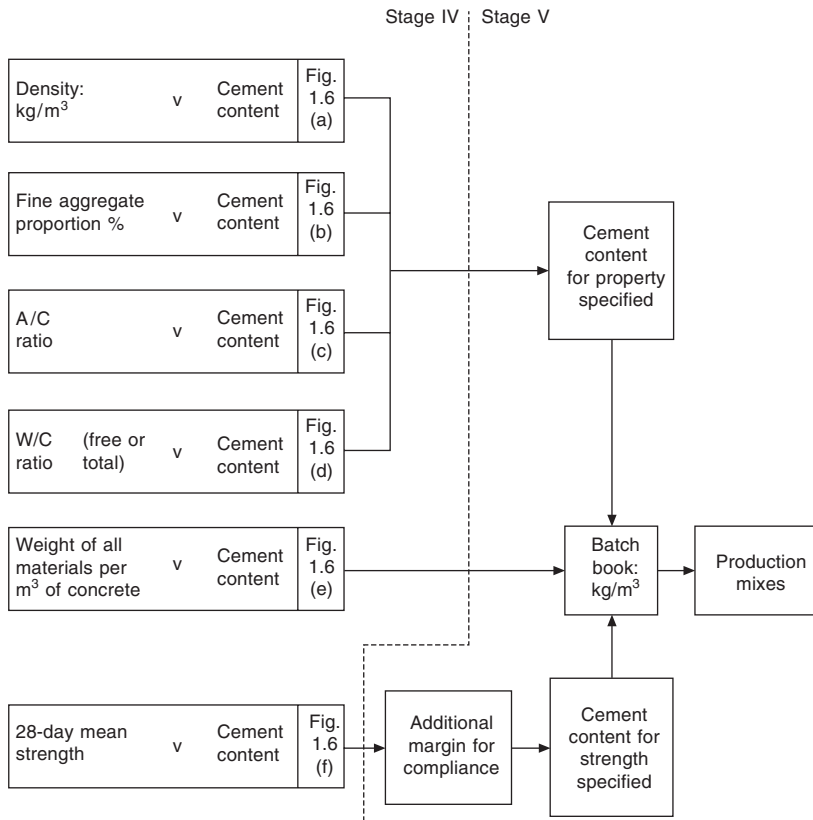 Stage IV Stage V
Density: kg/m³ v Cement content Fig. 1.6 (a)
Fine aggregate proportion % v Cement content Fig. 1.6 (b)
A/C ratio v Cement content Fig. 1.6 (c)
W/C ratio (free or total) v Cement content Fig. 1.6 (d)
Weight of all materials per m³ of concrete v Cement content Fig. 1.6 (e)
28-day mean strength v Cement content Fig. 1.6 (f)
Cement
content
for property
specified
Batch
book:
kg/m³
Production
mixes
Additional
margin for
compliance
Cement
content for
strength
specified